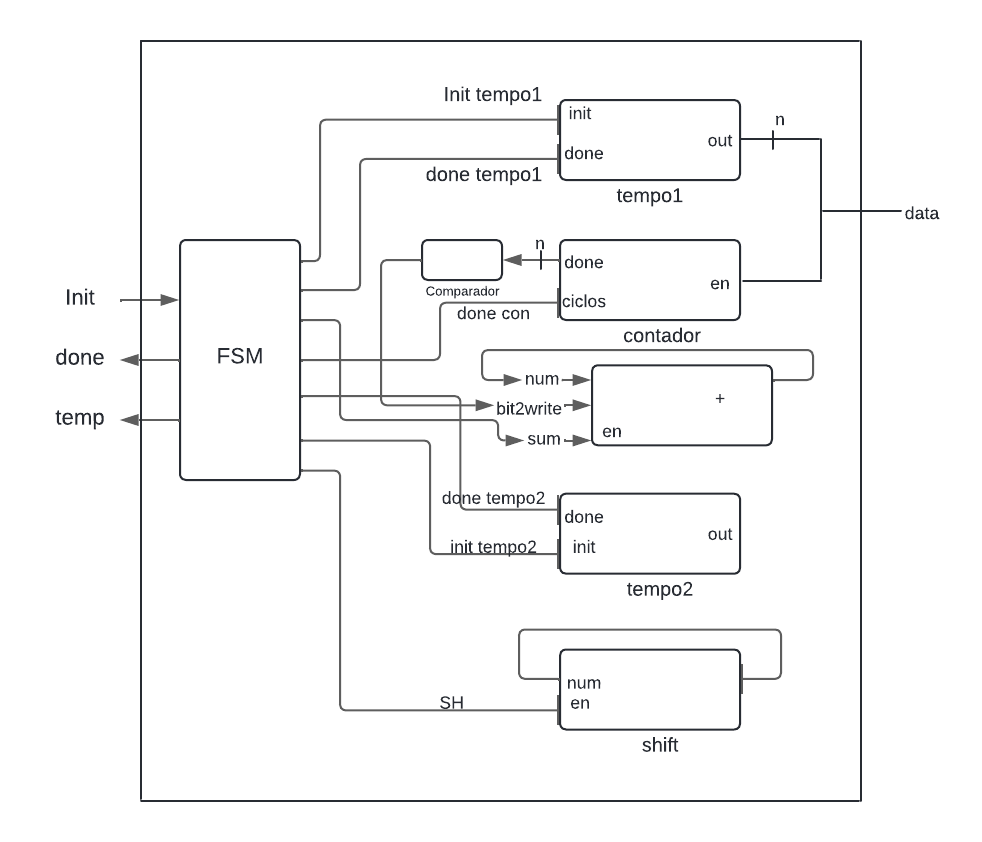 Init tempo1
init
done
out
n
done tempo1
tempo1
data
n
done
en
ciclos
Comparador
done con
contador
Init
done
temp
FSM
num
bit2write
sum
+
en
done tempo2
done
out
init tempo2
init
tempo2
num
en
SH
shift